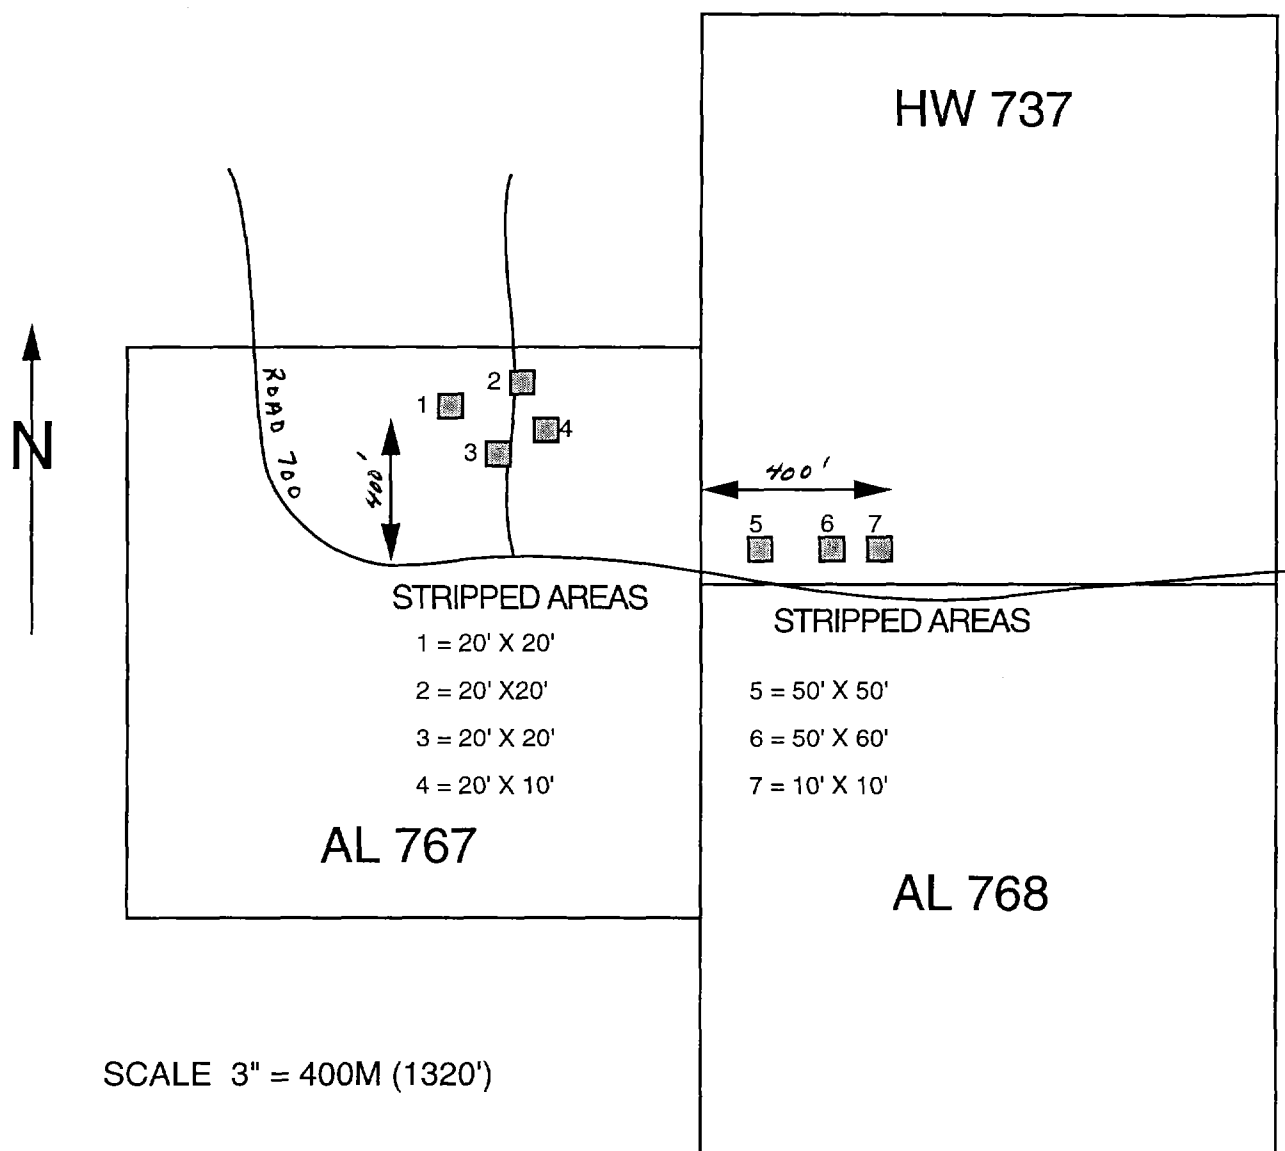 HW 737
N
ROAD 700
1
2
3
4
400'
400'
5
6
7
STRIPPED AREAS
1 = 20' X 20'
2 = 20' X20'
3 = 20' X 20'
4 = 20' X 10'
STRIPPED AREAS
5 = 50' X 50'
6 = 50' X 60'
7 = 10' X 10'
AL 767
AL 768
SCALE 3" = 400M (1320')